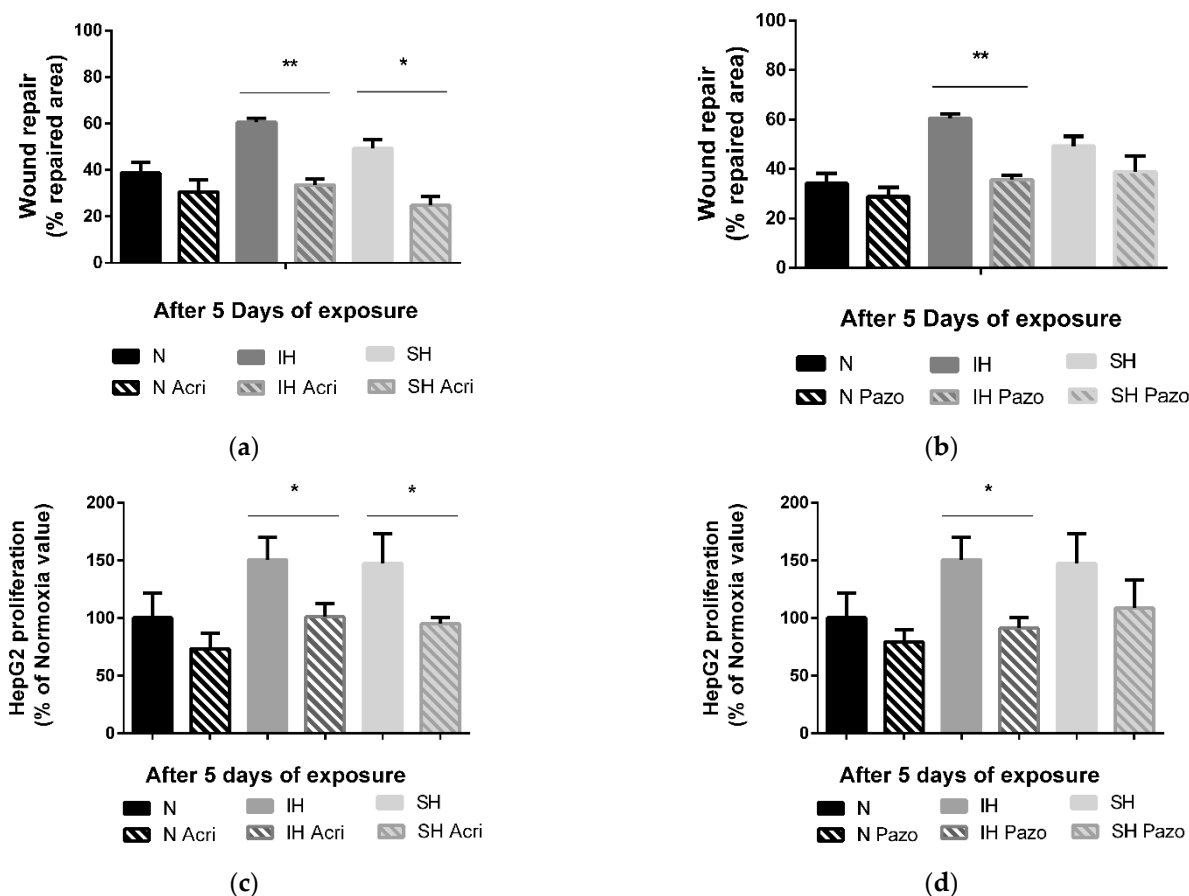 100
80
60
40
20
0
Wound repair
(% repaired area)
**
*
After 5 Days of exposure
N IH SH
N Acri IH Acri SH Acri
(a)
100
80
60
40
20
0
Wound repair
(% repaired area)
**
After 5 Days of exposure
N IH SH
N Pazo IH Pazo SH Pazo
(b)
200
150
100
50
0
HepG2 proliferation
(% of Normoxia value)
*
*
After 5 days of exposure
N IH SH
N Acri IH Acri SH Acri
(c)
200
150
100
50
0
HepG2 proliferation
(% of Normoxia value)
*
After 5 days of exposure
N IH SH
N Pazo IH Pazo SH Pazo
(d)